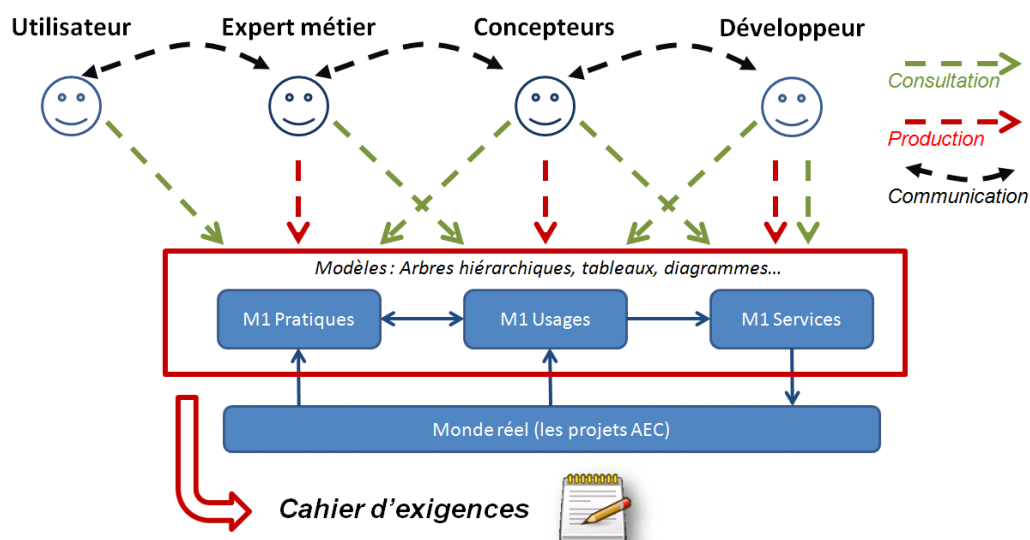 Utilisateur
Expert métier
Concepteurs
Développeur
Consultation
Production
Communication
Modèles : Arbres hiérarchiques, tableaux, diagrammes…
M1 Pratiques
M1 Usages
M1 Services
Monde réel (les projets AEC)
Cahier d’exigences